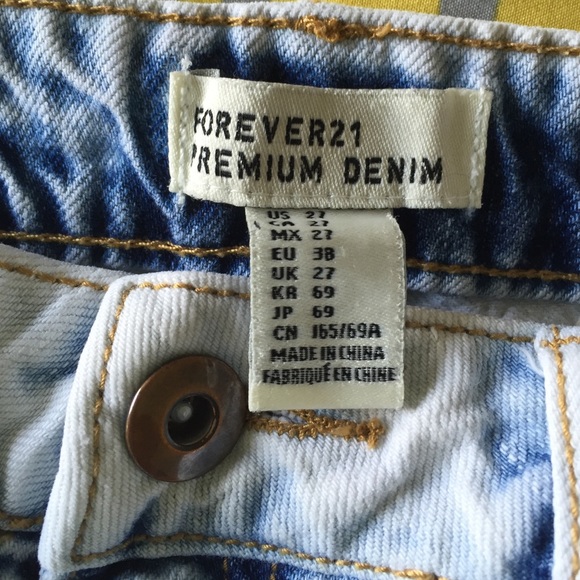 FOREVER21
PREMIUM DENIM
US 27
CA 27
MX 27
EU 38
UK 27
KR 69
JP 69
CN 165/69A
MADE IN CHINA
FABRIQUÉ EN CHINE